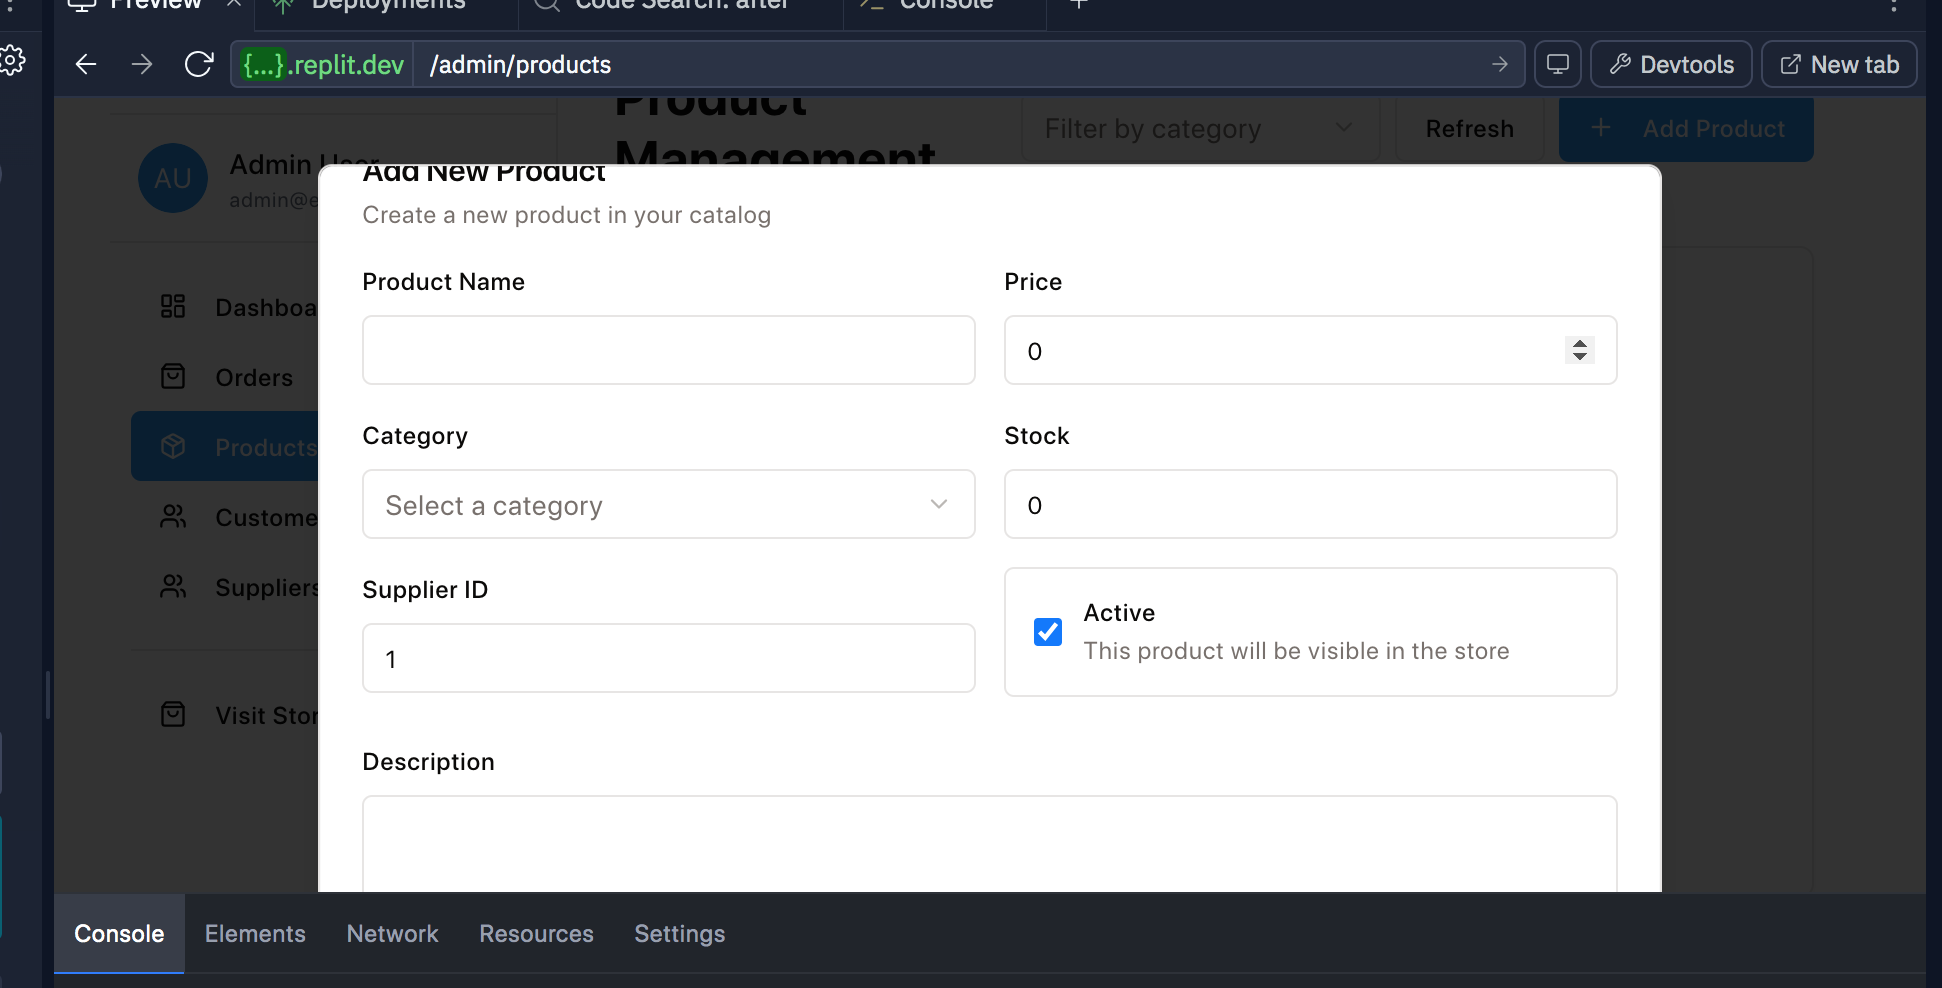 Preview
Deployments
Code Search: after
Console
{...}.replit.dev
/admin/products
Devtools
New tab
Product
Management
Filter by category
Refresh
Add Product
AU
Admin User
admin@e
Add New Product
Create a new product in your catalog
Product Name
Price
0
Category
Stock
Select a category
0
Supplier ID
1
Active
This product will be visible in the store
Description
Dashboa
Orders
Products
Custome
Suppliers
Visit Stor
Console
Elements
Network
Resources
Settings